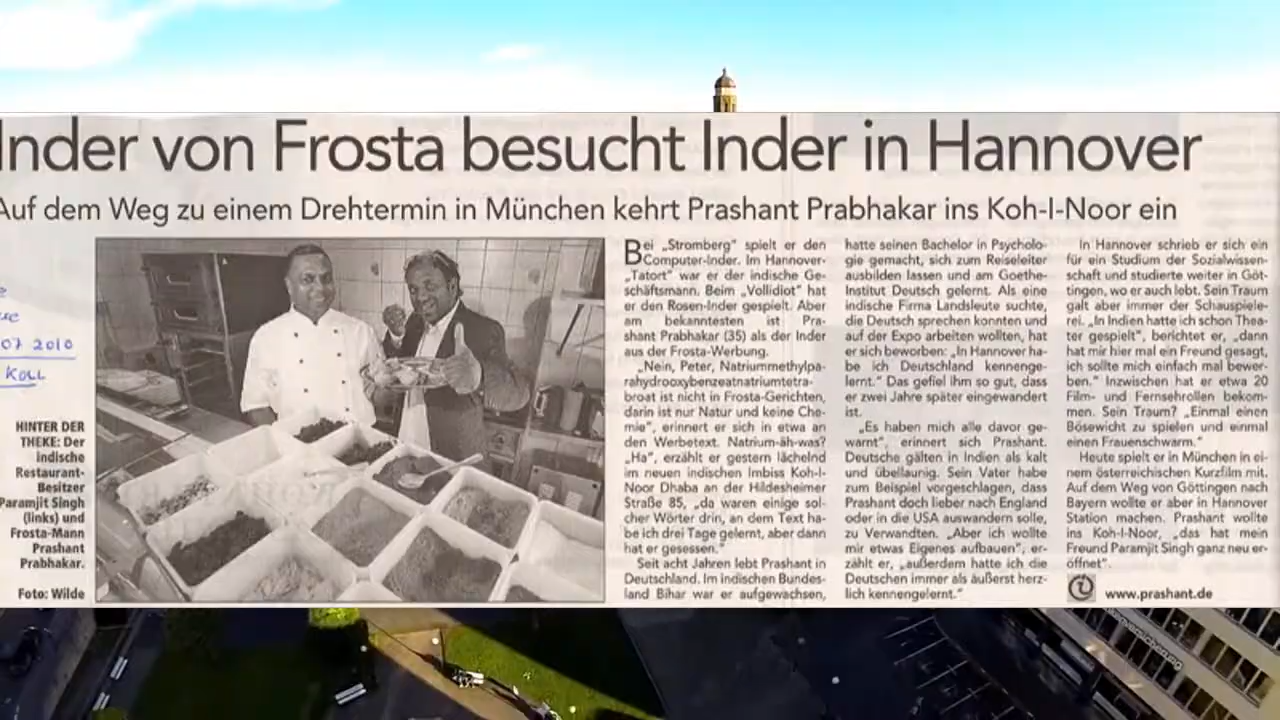 Inder von Frosta besucht Inder in Hannover
Auf dem Weg zu einem Drehtermin in München kehrt Prashant Prabhakar ins Koh-I-Noor ein
07 2010
KOLL
HINTER DER
THEKE: Der
indische
Restaurant-
Besitzer
Paramjit Singh
(links) und
Frosta-Mann
Prashant
Prabhakar.
Foto: Wilde
Bei „Stromberg" spielt er den
Computer-Inder. Im Hannover-
„Tatort" war er der indische Ge-
schäftsmann. Beim „Vollidiot" hat
er den Rosen-Inder gespielt. Aber
am bekanntesten ist Pra-
shant Prabhakar (35) als der Inder
aus der Frosta-Werbung.
„Nein, Peter, Natriummethylpa-
rahydrooxybenzeatnatriumtetra-
broat ist nicht in Frosta-Gerichten,
darin ist nur Natur und keine Che-
mie", erinnert er sich in etwa an
den Werbetext. Natrium-äh-was?
„Ha", erzählt er gestern lächelnd
im neuen indischen Imbiss Koh-I-
Noor Dhaba an der Hildesheimer
Straße 85, „da waren einige sol-
cher Wörter drin, an dem Text ha-
be ich drei Tage gelernt, aber dann
hat er gesessen."
Seit acht Jahren lebt Prashant in
Deutschland. Im indischen Bundes-
land Bihar war er aufgewachsen,
hatte seinen Bachelor in Psycholo-
gie gemacht, sich zum Reiseleiter
ausbilden lassen und am Goethe-
Institut Deutsch gelernt. Als eine
indische Firma Landsleute suchte,
die Deutsch sprechen konnten und
auf der Expo arbeiten wollten, hat
er sich beworben: „In Hannover ha-
be ich Deutschland kennenge-
lernt." Das gefiel ihm so gut, dass
er zwei Jahre später eingewandert
ist.
„Es haben mich alle davor ge-
warnt", erinnert sich Prashant.
Deutsche gälten in Indien als kalt
und übellaunig. Sein Vater habe
zum Beispiel vorgeschlagen, dass
Prashant doch lieber nach England
oder in die USA auswandern solle,
zu Verwandten. „Aber ich wollte
mir etwas Eigenes aufbauen", er-
zählt er, „außerdem hatte ich die
Deutschen immer als äußerst herz-
lich kennengelernt."
In Hannover schrieb er sich ein
für ein Studium der Sozialwissen-
schaft und studierte weiter in Göt-
tingen, wo er auch lebt. Sein Traum
galt aber immer der Schauspiele-
rei. „In Indien hatte ich schon Thea-
ter gespielt", berichtet er, „dann
hat mir hier mal ein Freund gesagt,
ich sollte mich einfach mal bewer-
ben." Inzwischen hat er etwa 20
Film- und Fernsehrollen bekom-
men. Sein Traum? „Einmal einen
Bösewicht zu spielen und einmal
einen Frauenschwarm."
Heute spielt er in München in ei-
nem österreichischen Kurzfilm mit.
Auf dem Weg von Göttingen nach
Bayern wollte er aber in Hannover
Station machen. Prashant wollte
ins Koh-I-Noor, „das hat mein
Freund Paramjit Singh ganz neu er-
öffnet".
www.prashant.de